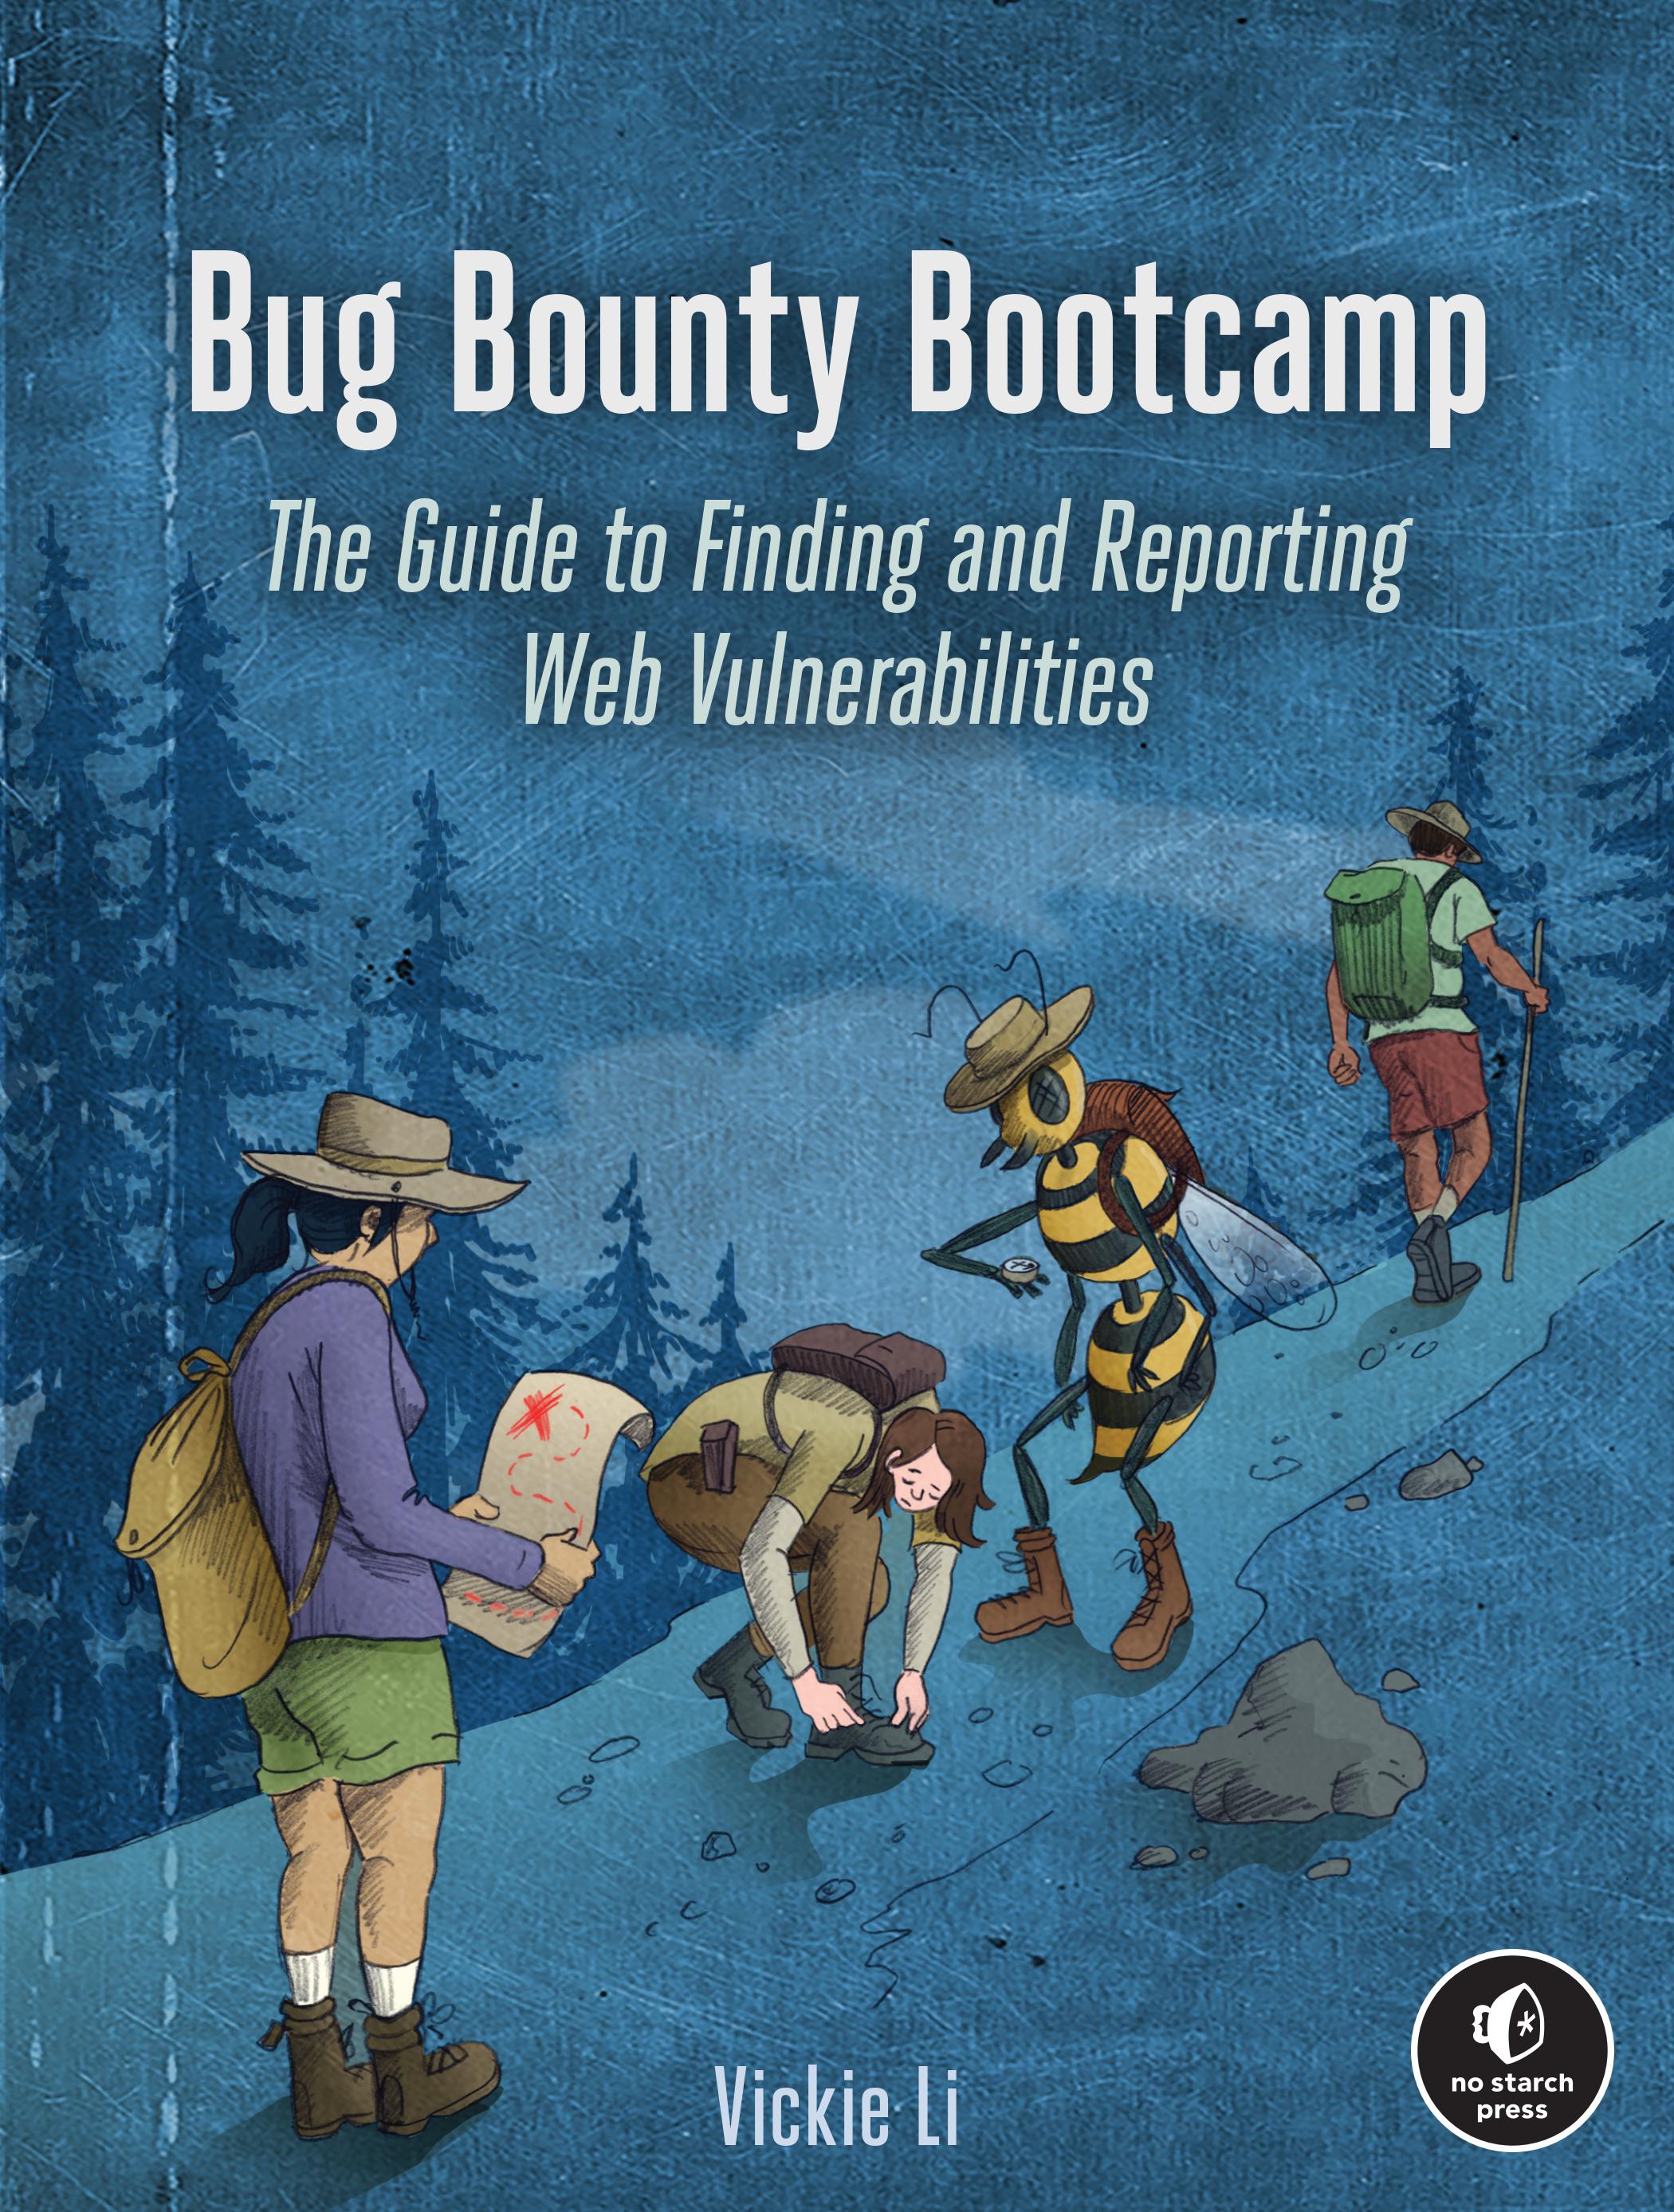 Bug Bounty Bootcamp
The Guide to Finding and Reporting
Web Vulnerabilities
Vickie Li
no starch
press